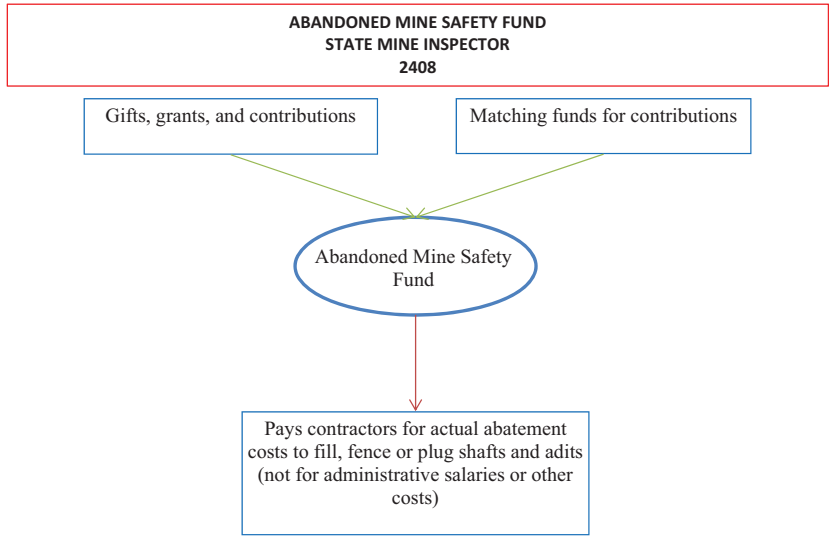 ABANDONED MINE SAFETY FUND
STATE MINE INSPECTOR
2408
Gifts, grants, and contributions
Matching funds for contributions
Abandoned Mine Safety
Fund
Pays contractors for actual abatement
costs to fill, fence or plug shafts and adits
(not for administrative salaries or other
costs)